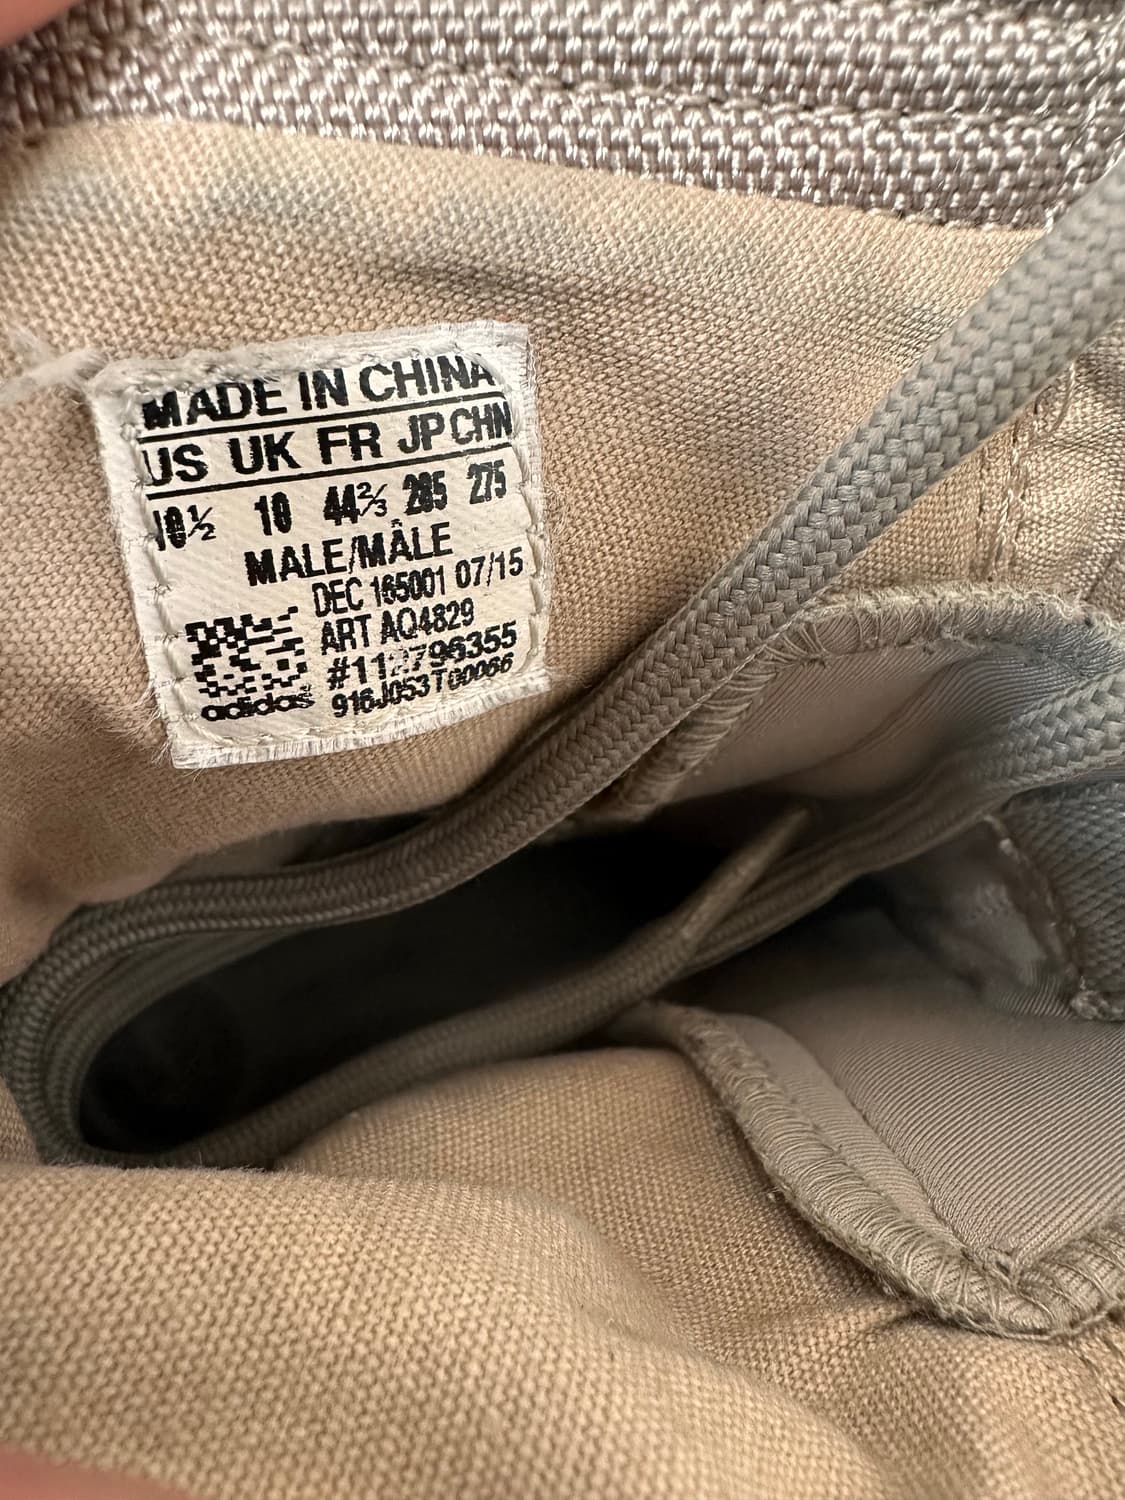 MADE IN CHINA
US UK FR JP CHN
10½ 10 44⅔ 285 275
MALE/MÂLE
DEC 165001 07/15
ART AQ4829
#112796355
916J053T00066
adidas